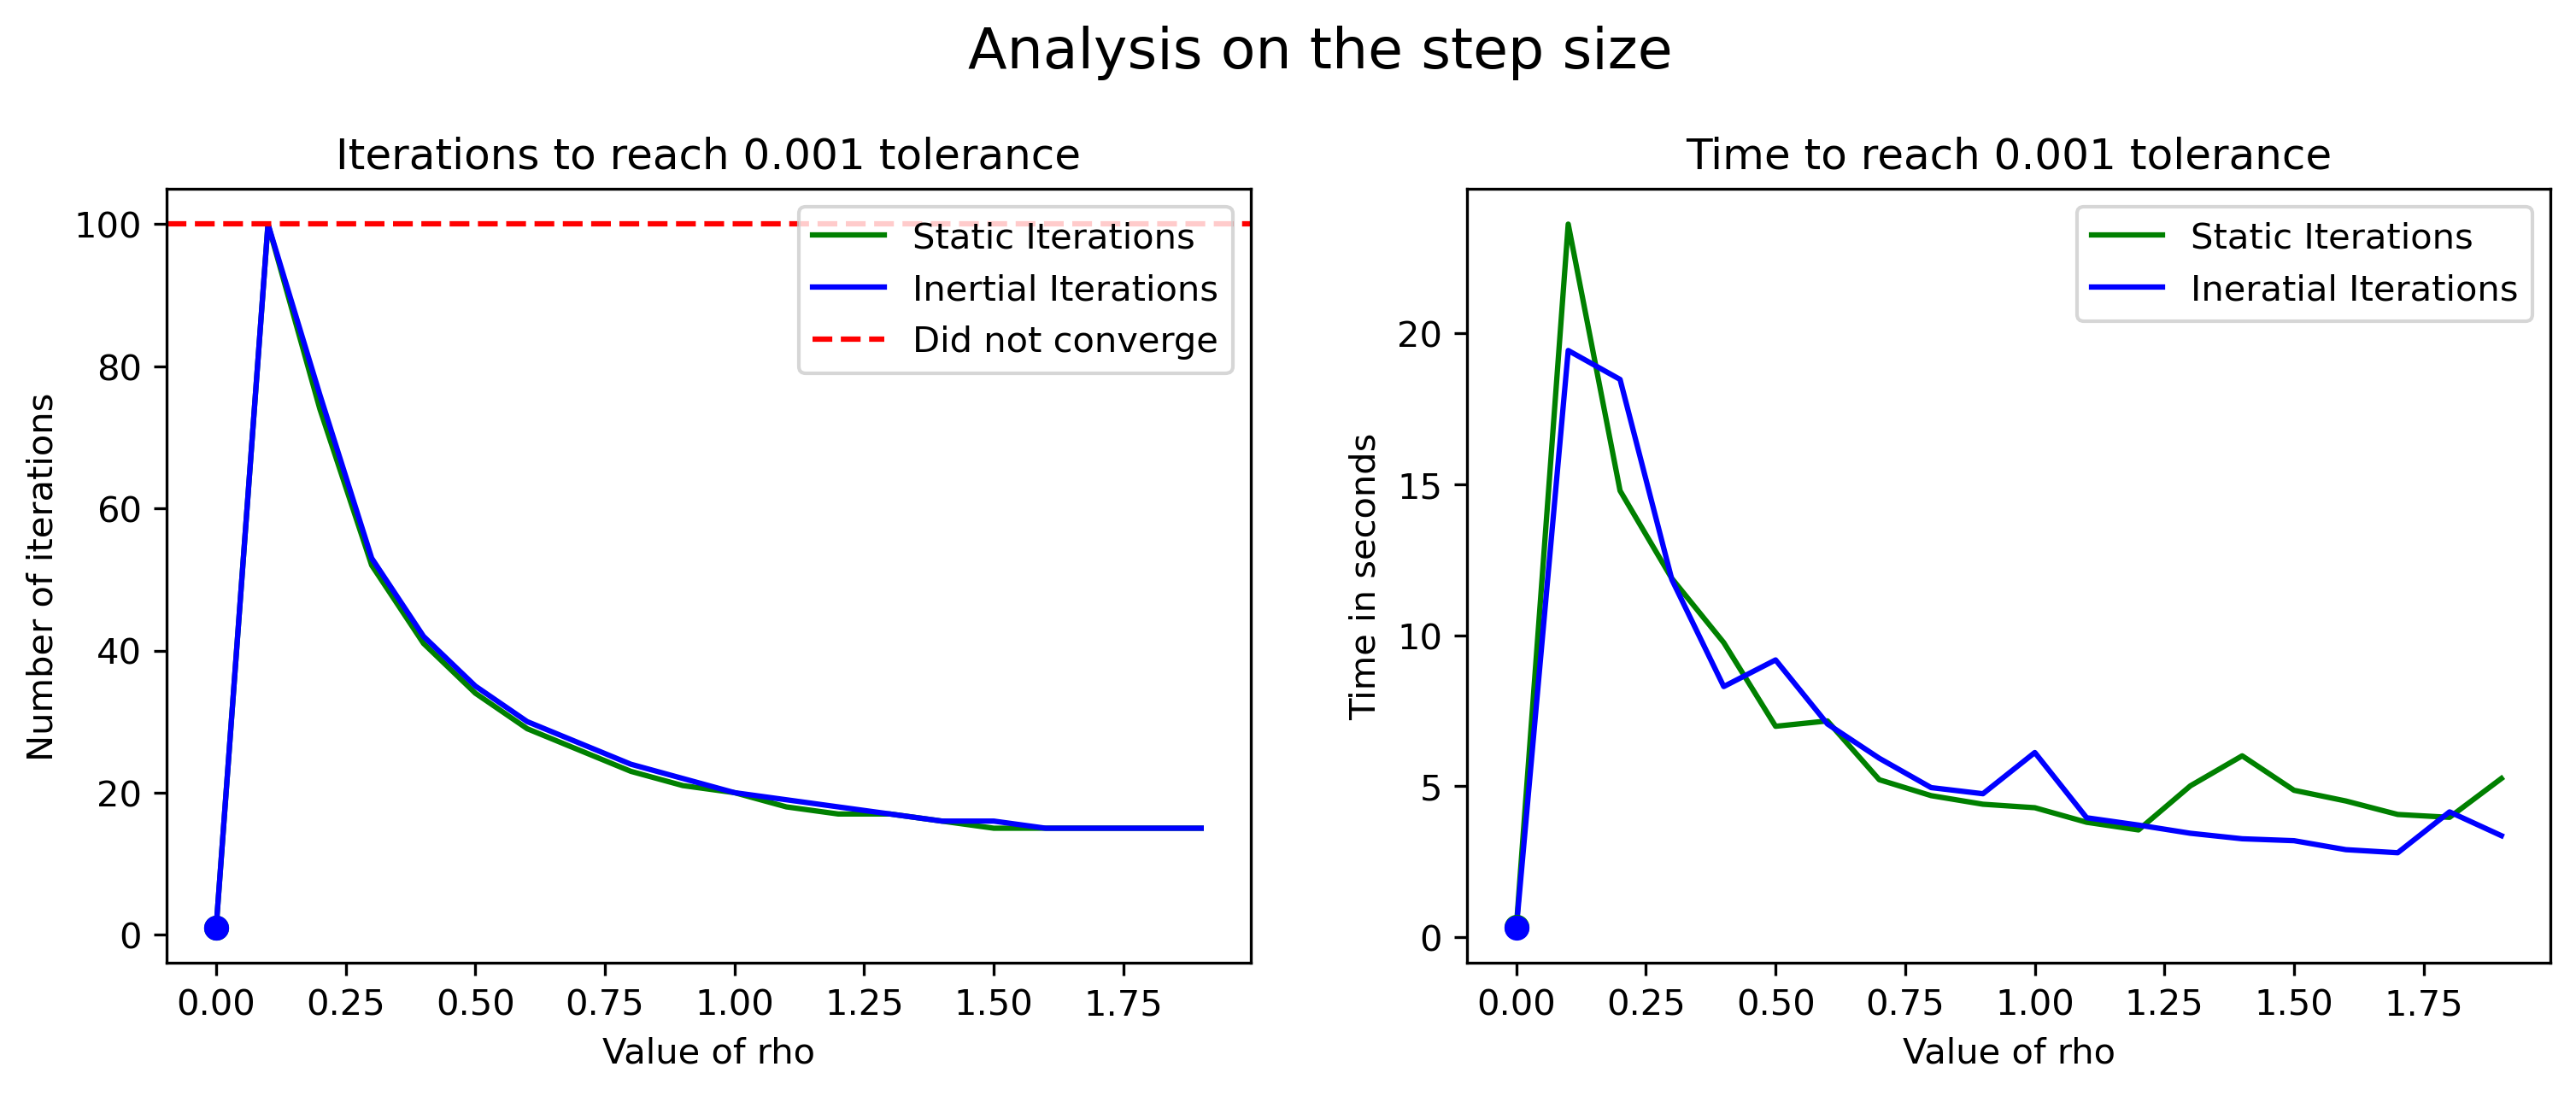 Analysis on the step size
Iterations to reach 0.001 tolerance
100
80
60
40
20
0
Number of iterations
Static Iterations
Inertial Iterations
Did not converge
0.00 0.25 0.50 0.75 1.00 1.25 1.50 1.75
Value of rho
Time to reach 0.001 tolerance
20
15
10
5
0
Time in seconds
Static Iterations
Ineratial Iterations
0.00 0.25 0.50 0.75 1.00 1.25 1.50 1.75
Value of rho